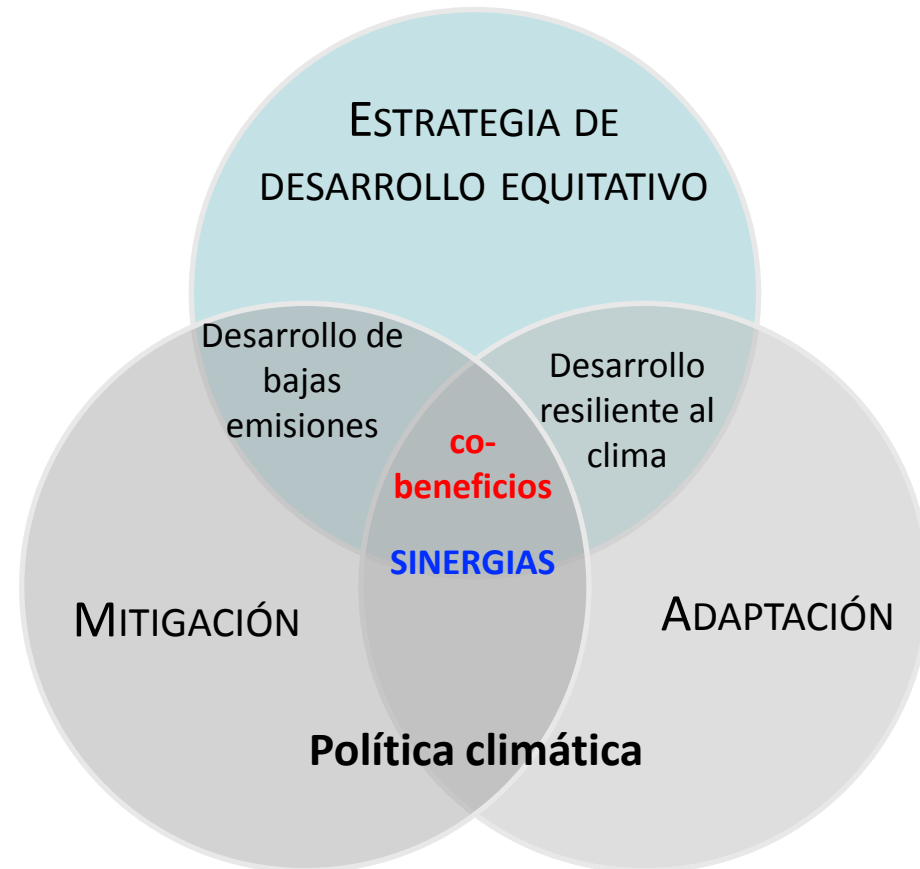 ESTRATEGIA DE
DESARROLLO EQUITATIVO
Desarrollo de
bajas
emisiones
Desarrollo
resiliente al
clima
co-
beneficios
SINERGIAS
MITIGACIÓN
ADAPTACIÓN
Política climática